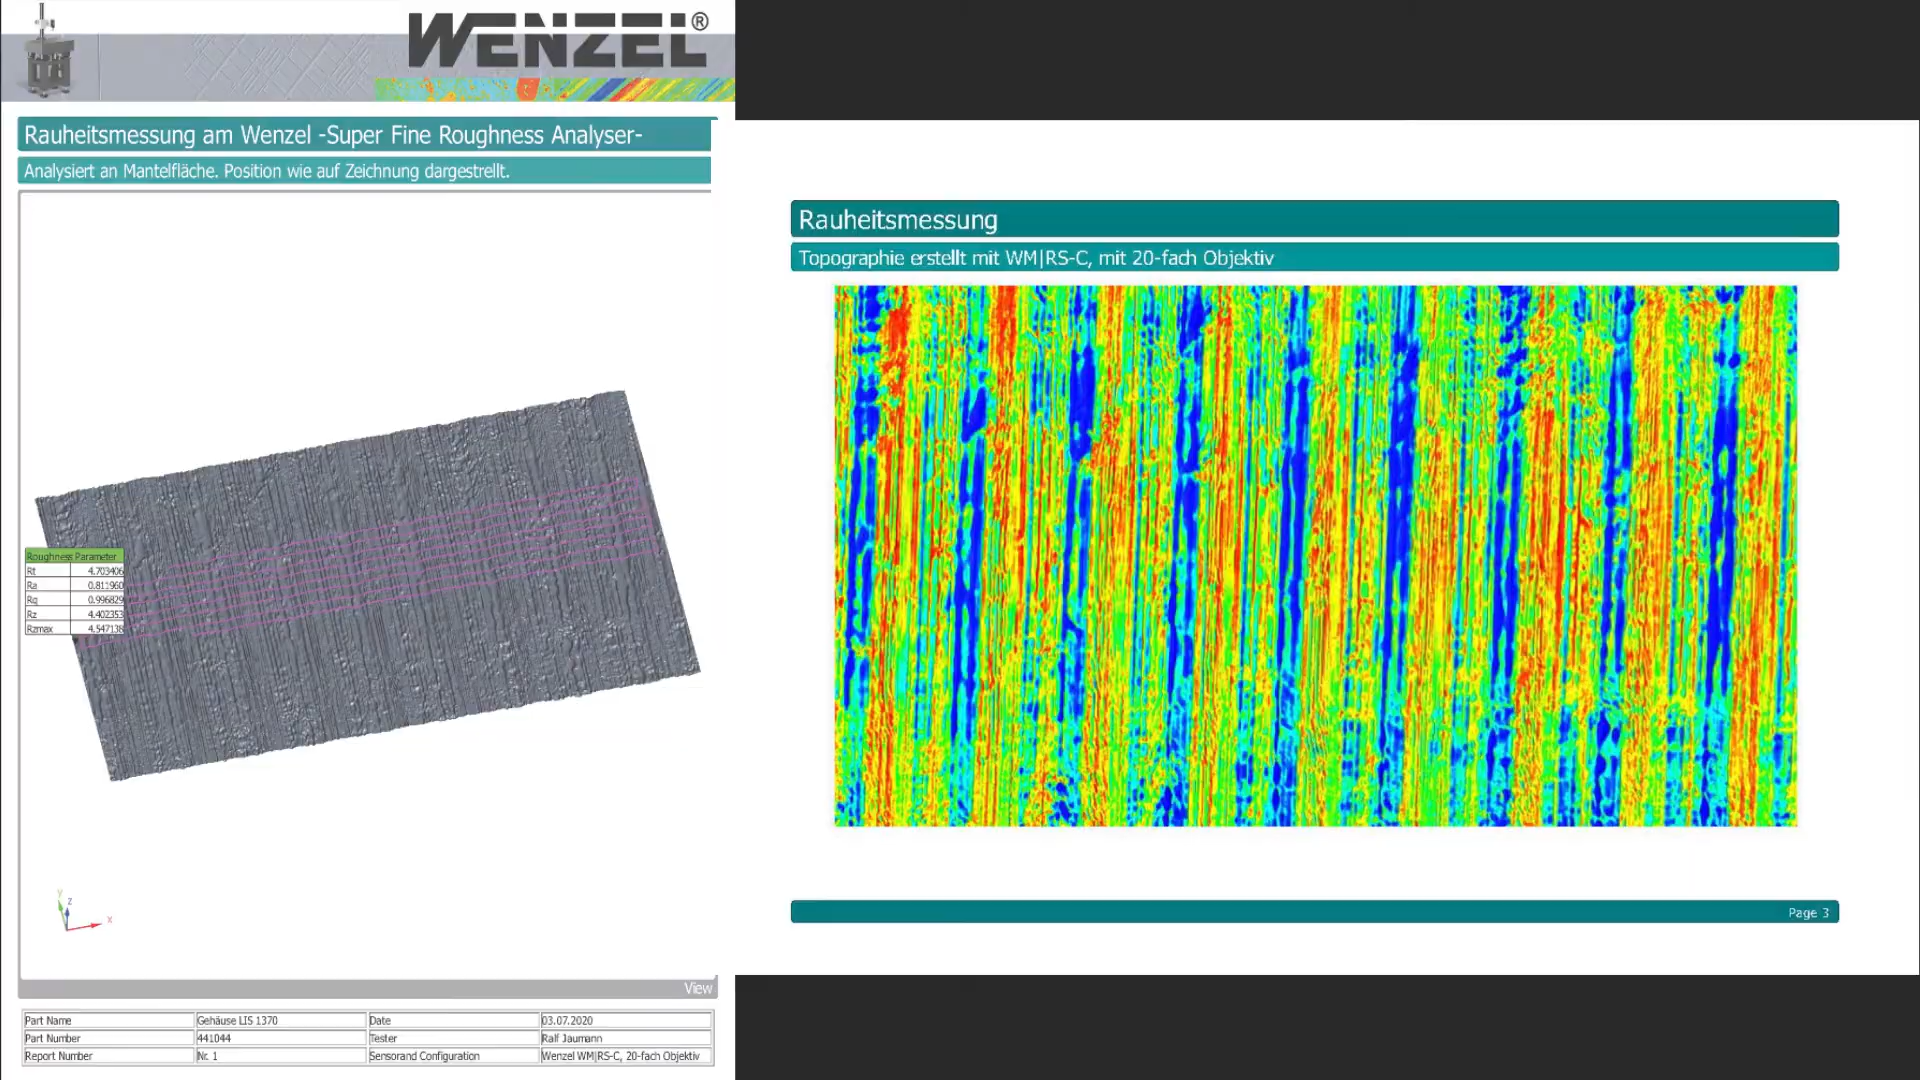 WENZEL®
Rauheitsmessung am Wenzel -Super Fine Roughness Analyser-
Analysiert an Mantelfläche. Position wie auf Zeichnung dargestrellt.
Roughness Parameter
Rt 4.703406
Ra 0.811960
Rq 0.996829
Rz 4.402353
Rzmax 4.547138
y
z
x
View
Part Name Gehäuse LIS 1370 Date 03.07.2020
Part Number 441044 Tester Ralf Jaumann
Report Number Nr. 1 Sensorand Configuration Wenzel WM|RS-C, 20-fach Objektiv
Rauheitsmessung
Topographie erstellt mit WM|RS-C, mit 20-fach Objektiv
Page 3